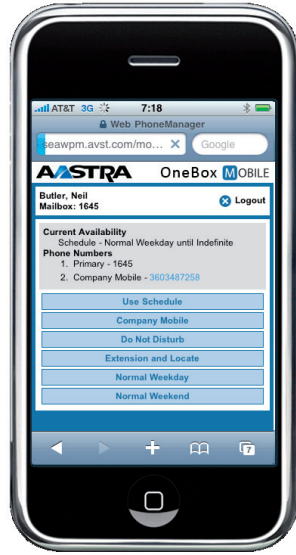 AT&T 3G 7:18
Web PhoneManager
seawpm.avst.com/mo... Google
AASTRA OneBox MOBILE
Butler, Neil
Mailbox: 1645
Logout
Current Availability
Schedule - Normal Weekday until Indefinite
Phone Numbers
1. Primary - 1645
2. Company Mobile - 3603487258
Use Schedule
Company Mobile
Do Not Disturb
Extension and Locate
Normal Weekday
Normal Weekend
7